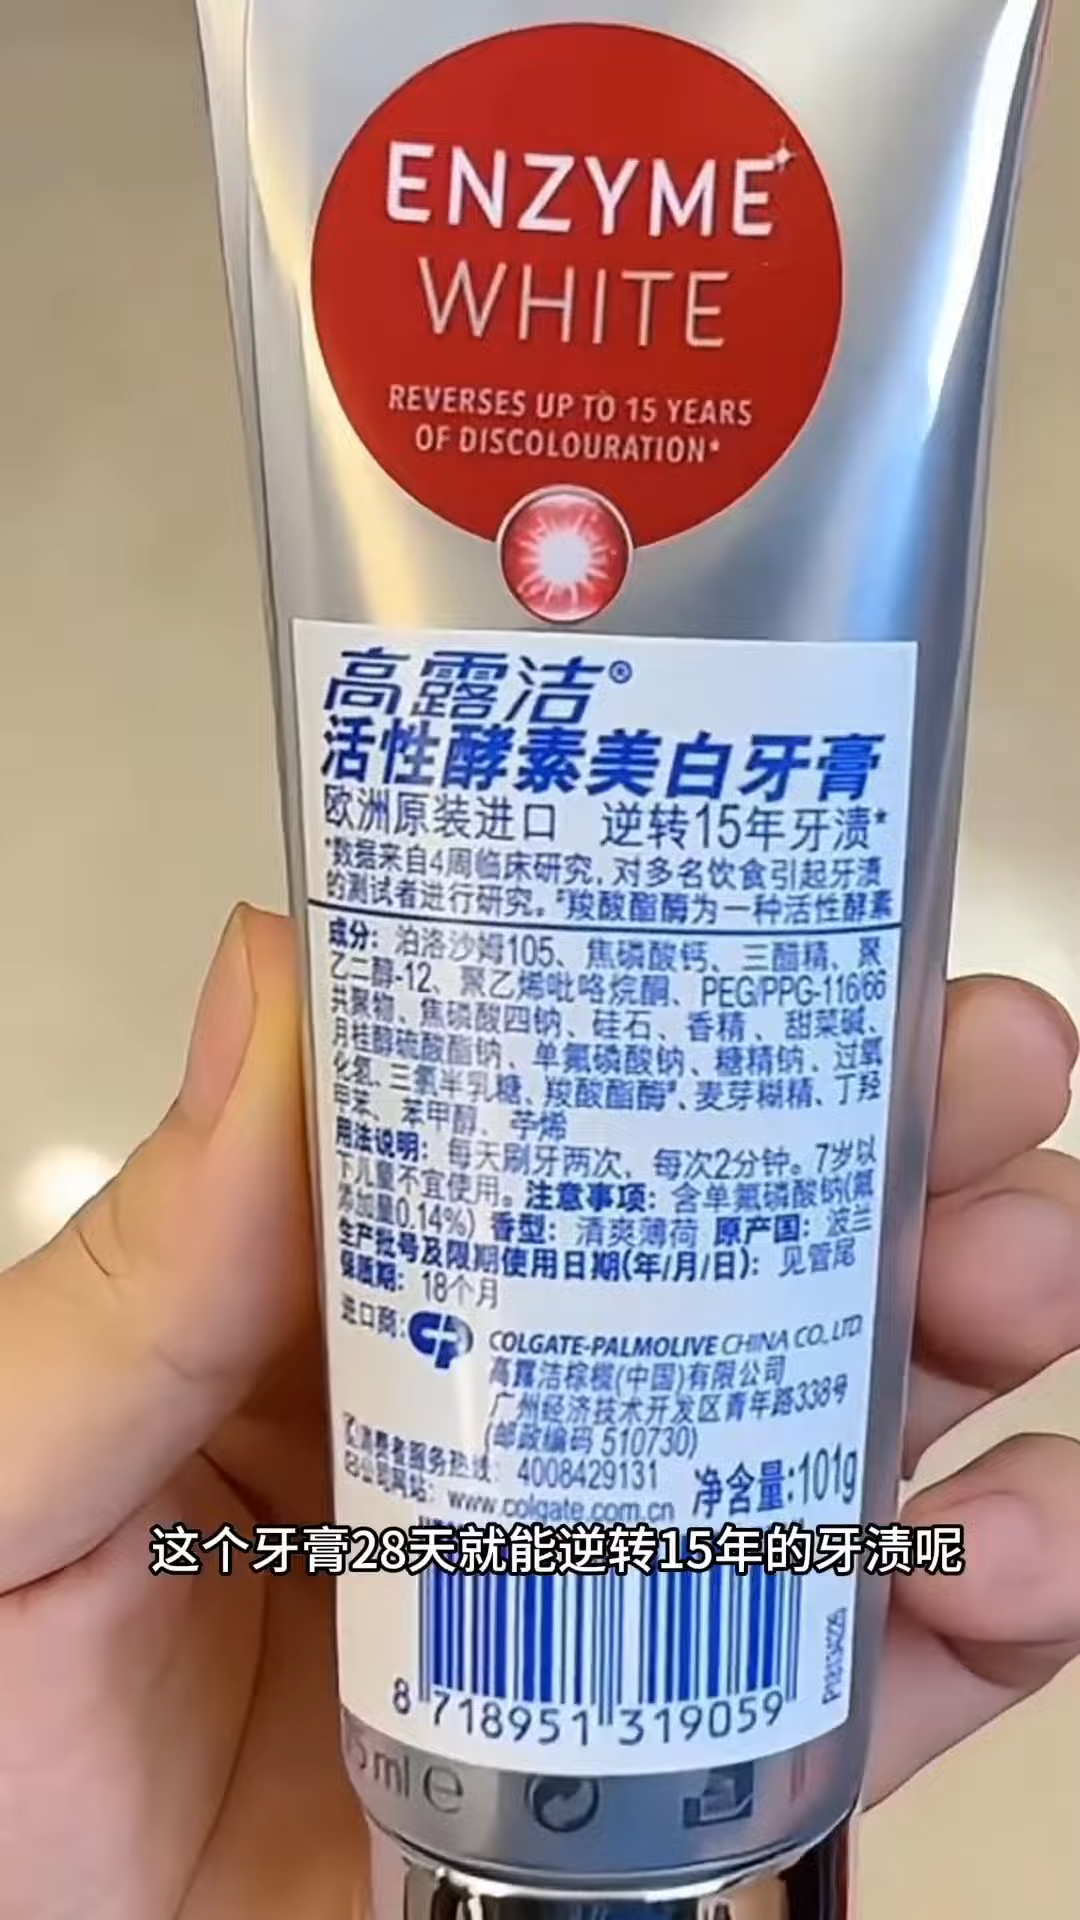 ENZYME
WHITE
REVERSES UP TO 15 YEARS
OF DISCOLOURATION*
高露洁®
活性酵素美白牙膏
欧洲原装进口 逆转15年牙渍*
*数据来自4周临床研究,对多名饮食引起牙渍
的测试者进行研究。#羧酸酯酶为一种活性酵素
成分:泊洛沙姆105、焦磷酸钙、三醋精、聚
乙二醇-12、聚乙烯吡咯烷酮、PEG/PPG-116/66
共聚物、焦磷酸四钠、硅石、香精、甜菜碱、
月桂醇硫酸酯钠、单氟磷酸钠、糖精钠、过氧
化氢、三氯半乳糖、羧酸酯酶#、麦芽糊精、丁羟
甲苯、苯甲醇、苧烯
用法说明:每天刷牙两次,每次2分钟。7岁以
下儿童不宜使用。注意事项:含单氟磷酸钠(氟
添加量0.14%) 香型:清爽薄荷 原产国:波兰
生产批号及限期使用日期(年/月/日):见管尾
保质期:18个月
进口商:CP COLGATE-PALMOLIVE CHINA CO., LTD.
高露洁棕榄(中国)有限公司
广州经济技术开发区青年路338号
(邮政编码 510730)
消费者服务热线:4008429131
公司网站:www.colgate.com.cn
净含量:101g
这个牙膏28天就能逆转15年的牙渍呢
8 718951 319059
ml e